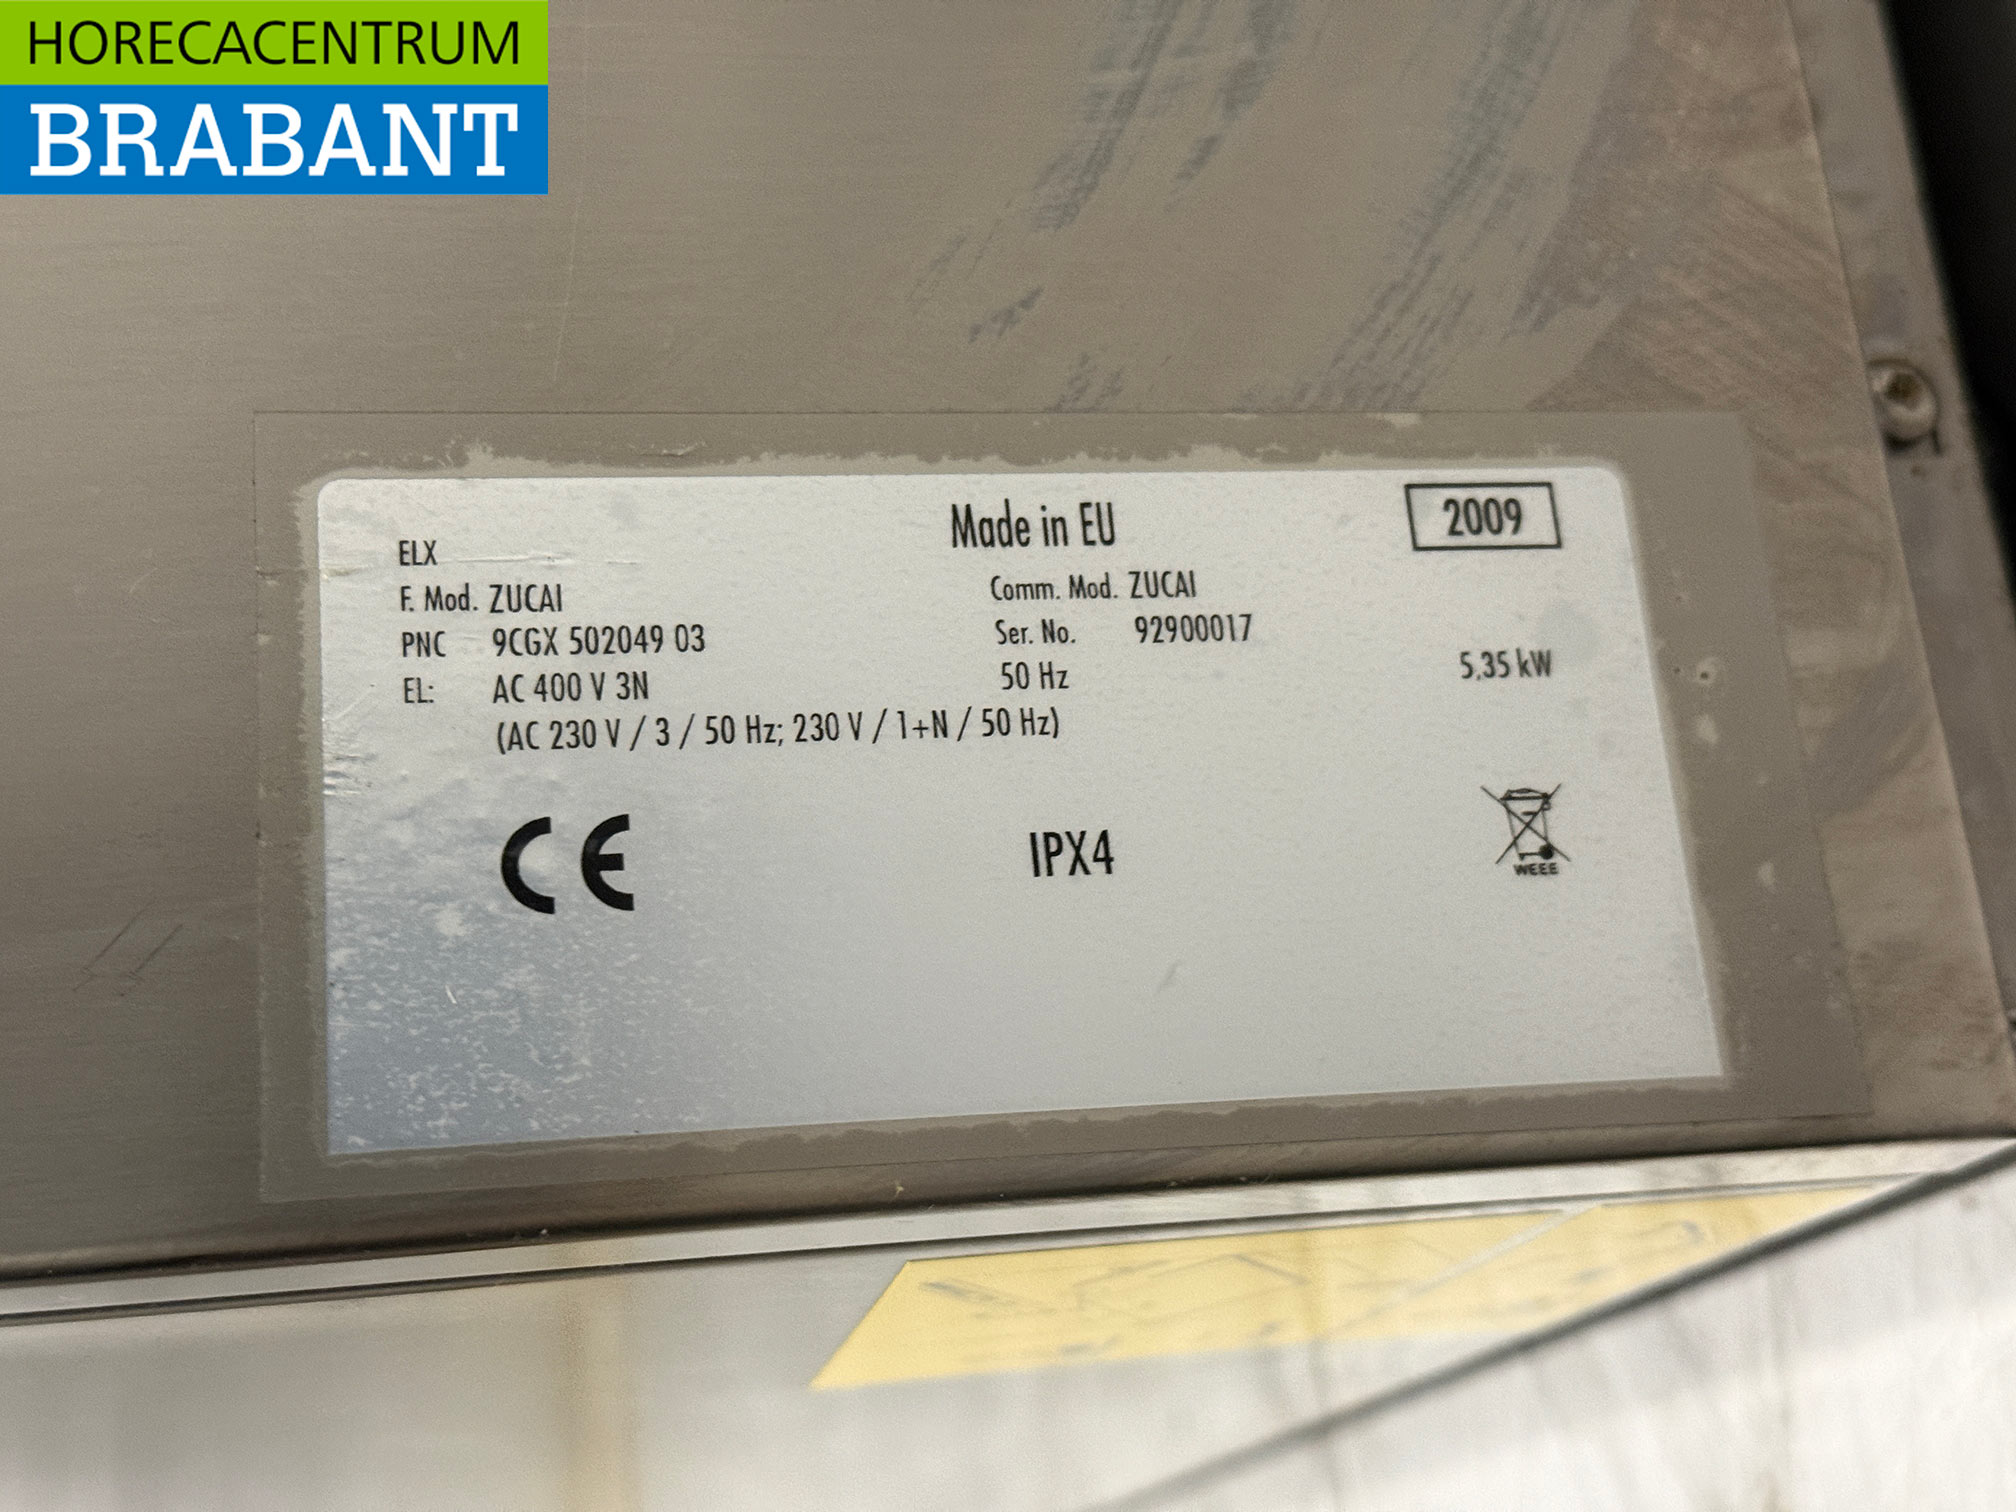 HORECACENTRUM
BRABANT
Made in EU
2009
ELX
F. Mod. ZUCAI
Comm. Mod. ZUCAI
PNC 9CGX 502049 03
Ser. No. 92900017
EL: AC 400 V 3N
50 Hz
5,35 kW
(AC 230 V / 3 / 50 Hz; 230 V / 1+N / 50 Hz)
CE
IPX4
WEEE